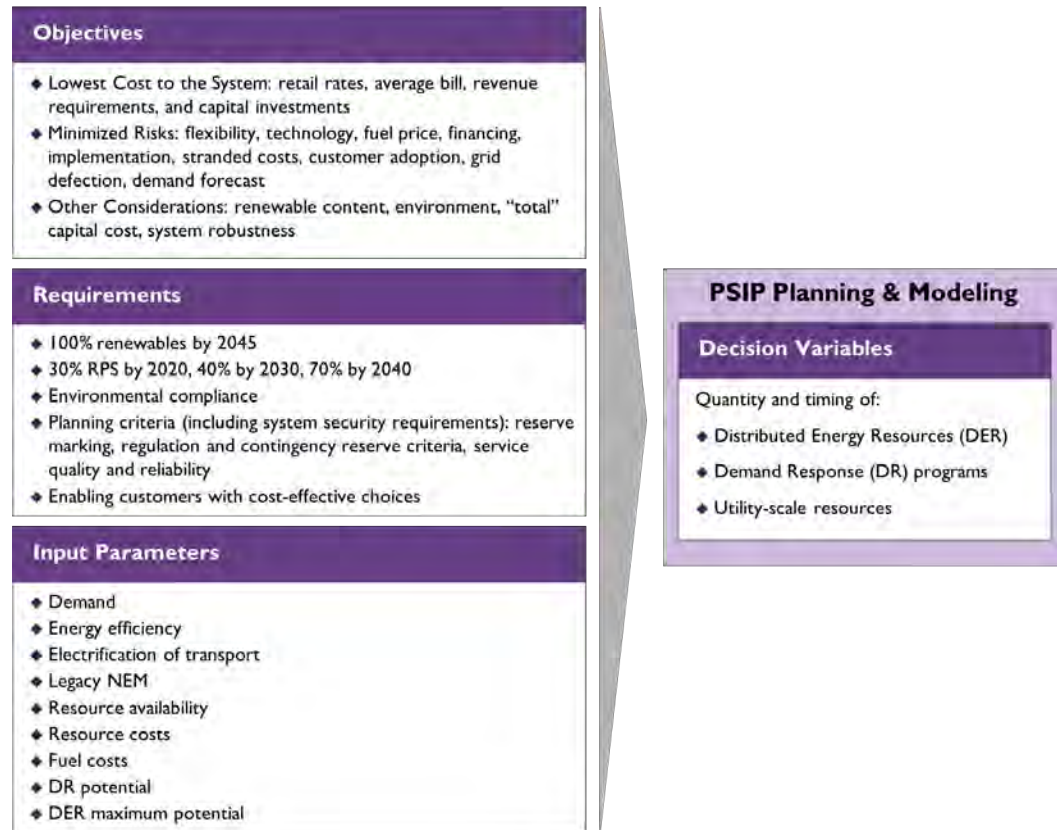 Objectives
◆ Lowest Cost to the System: retail rates, average bill, revenue
requirements, and capital investments
◆ Minimized Risks: flexibility, technology, fuel price, financing,
implementation, stranded costs, customer adoption, grid
defection, demand forecast
◆ Other Considerations: renewable content, environment, “total”
capital cost, system robustness
Requirements
◆ 100% renewables by 2045
◆ 30% RPS by 2020, 40% by 2030, 70% by 2040
◆ Environmental compliance
◆ Planning criteria (including system security requirements): reserve
marking, regulation and contingency reserve criteria, service
quality and reliability
◆ Enabling customers with cost-effective choices
Input Parameters
◆ Demand
◆ Energy efficiency
◆ Electrification of transport
◆ Legacy NEM
◆ Resource availability
◆ Resource costs
◆ Fuel costs
◆ DR potential
◆ DER maximum potential
PSIP Planning & Modeling
Decision Variables
Quantity and timing of:
◆ Distributed Energy Resources (DER)
◆ Demand Response (DR) programs
◆ Utility-scale resources